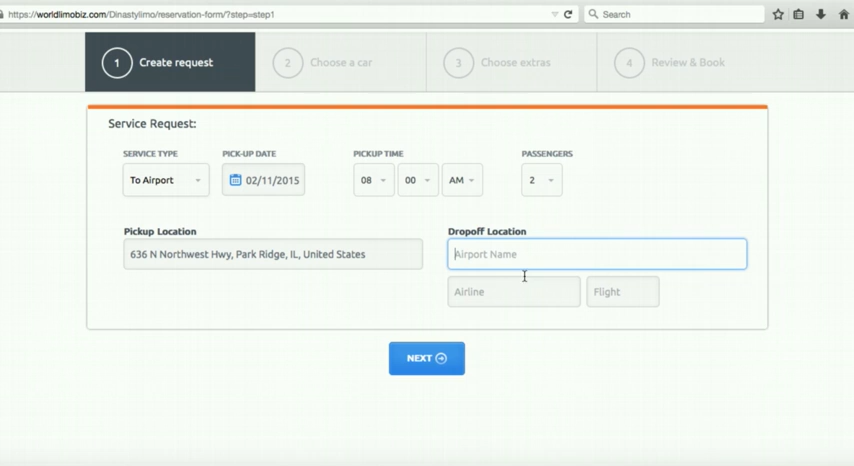 https://worldlimobiz.com/Dinastylimo/reservation-form/?step=step1
Search
1 Create request
2 Choose a car
3 Choose extras
4 Review & Book
Service Request:
SERVICE TYPE PICK-UP DATE PICKUP TIME PASSENGERS
To Airport 02/11/2015 08 00 AM 2
Pickup Location Dropoff Location
636 N Northwest Hwy, Park Ridge, IL, United States Airport Name
Airline Flight
NEXT